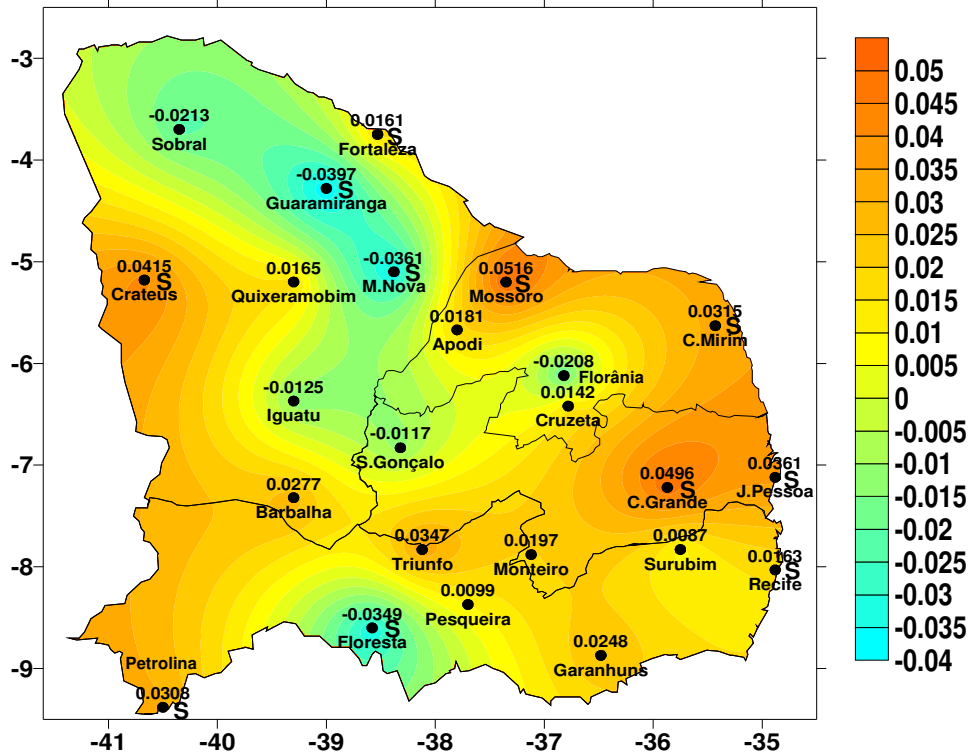 -3
-4
-5
-6
-7
-8
-9
-0.0213
Sobral
0.0161
S
Fortaleza
-0.0397
S
Guaramiranga
-0.0361
S
M.Nova
0.0415
S
Crateus
0.0165
Quixeramobim
0.0516
S
Mossoro
0.0181
Apodi
0.0315
S
C.Mirim
-0.0208
Florânia
0.0142
Cruzeta
-0.0125
Iguatu
-0.0117
S.Gonçalo
0.0496
S
C.Grande
0.0361
S
J.Pessoa
0.0277
Barbalha
0.0347
Triunfo
0.0197
Monteiro
0.0087
Surubim
0.0163
S
Recife
0.0099
Pesqueira
-0.0349
S
Floresta
0.0248
Garanhuns
Petrolina
0.0308
S
-41 -40 -39 -38 -37 -36 -35
0.05
0.045
0.04
0.035
0.03
0.025
0.02
0.015
0.01
0.005
0
-0.005
-0.01
-0.015
-0.02
-0.025
-0.03
-0.035
-0.04